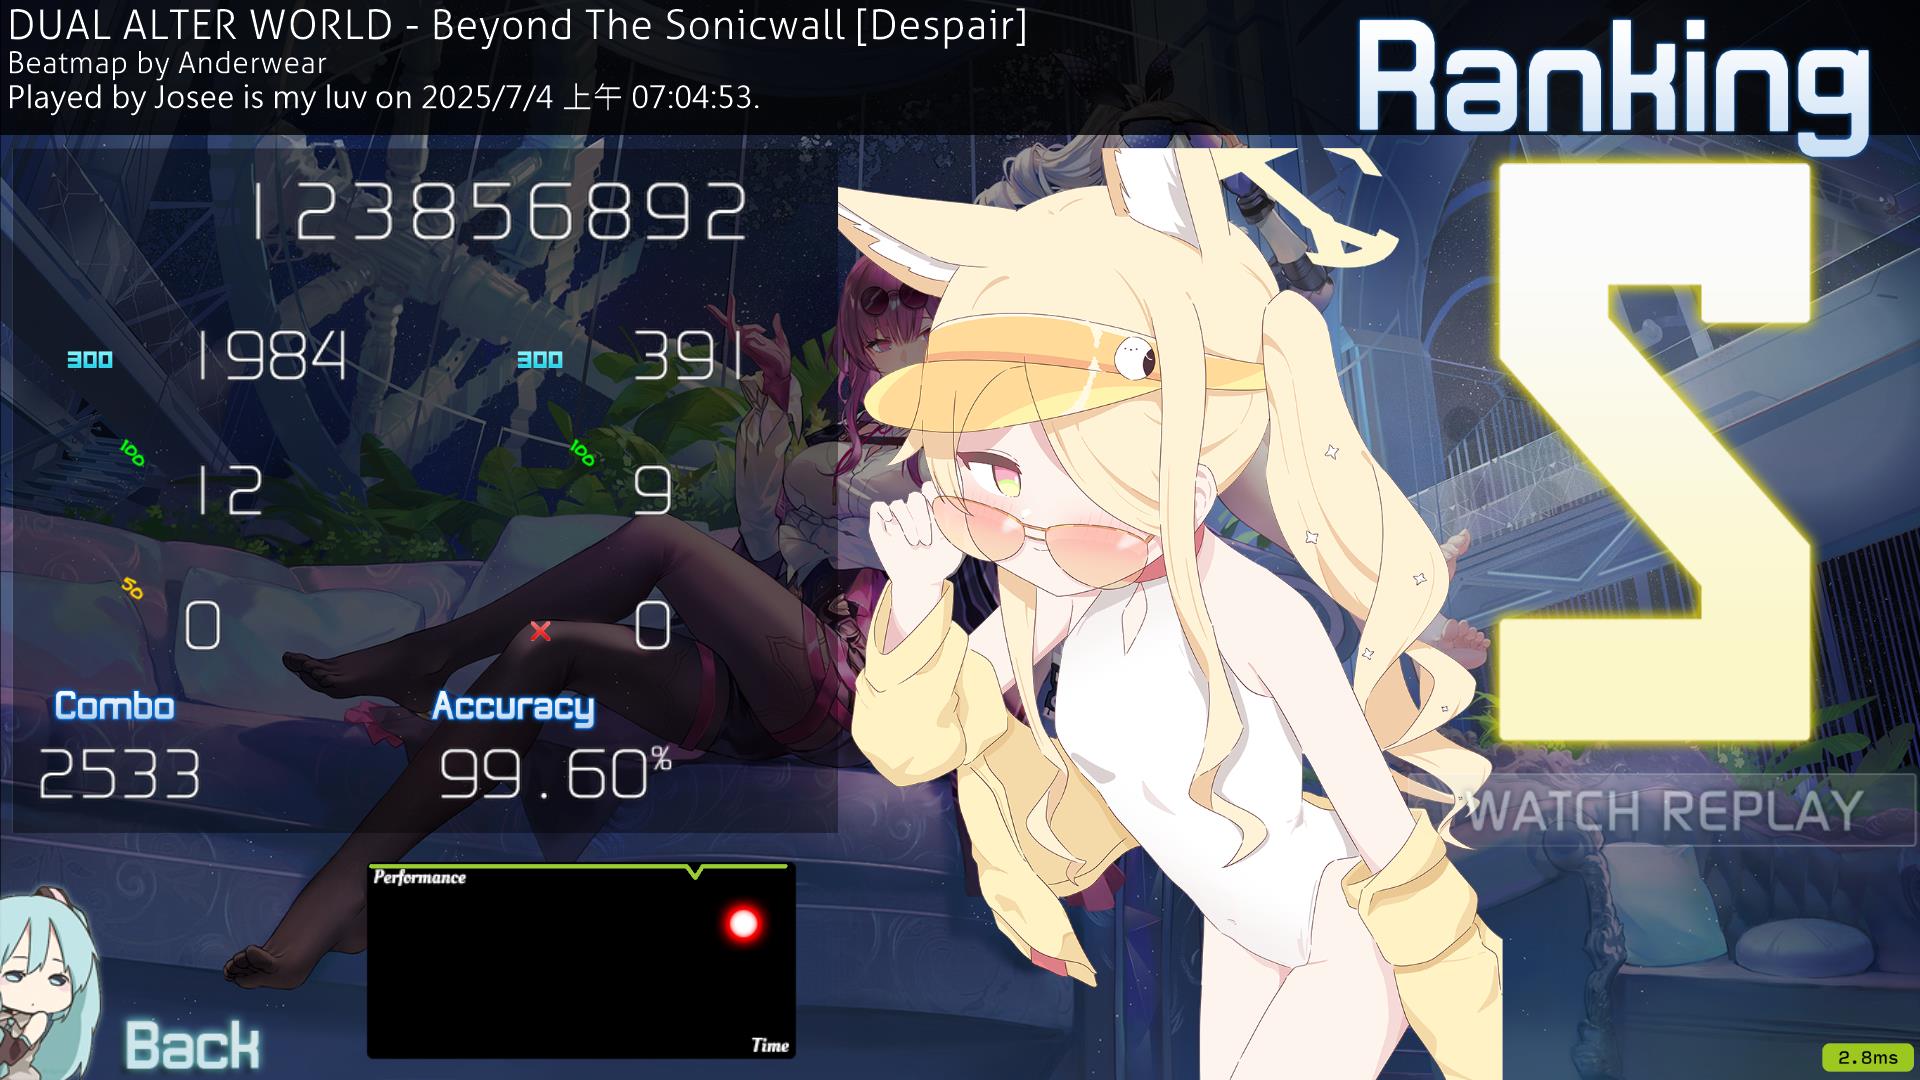 DUAL ALTER WORLD - Beyond The Sonicwall [Despair]
Beatmap by Anderwear
Played by Josee is my luv on 2025/7/4 上午 07:04:53.
Ranking
123856892
300 1984 300 391
100 12 100 9
50 0 X 0
Combo Accuracy
2533 99.60%
WATCH REPLAY
Performance
Time
Back
2.8ms